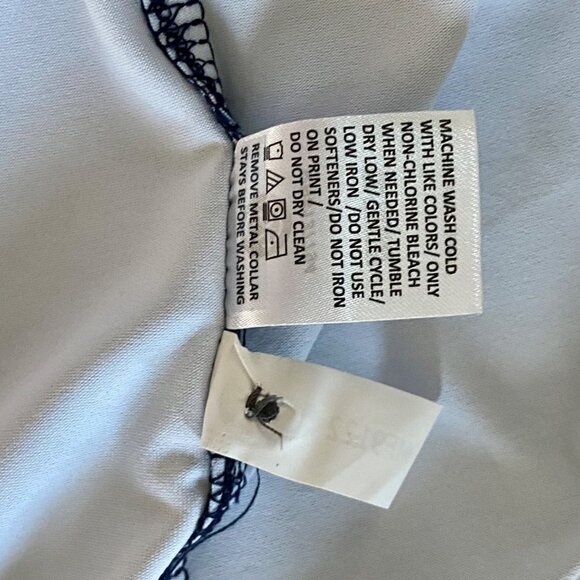 MACHINE WASH COLD
WITH LIKE COLORS/ ONLY
NON-CHLORINE BLEACH
WHEN NEEDED/ TUMBLE
DRY LOW/ GENTLE CYCLE/
LOW IRON /DO NOT USE
SOFTENERS/DO NOT IRON
ON PRINT /
DO NOT DRY CLEAN
REMOVE METAL COLLAR
STAYS BEFORE WASHING